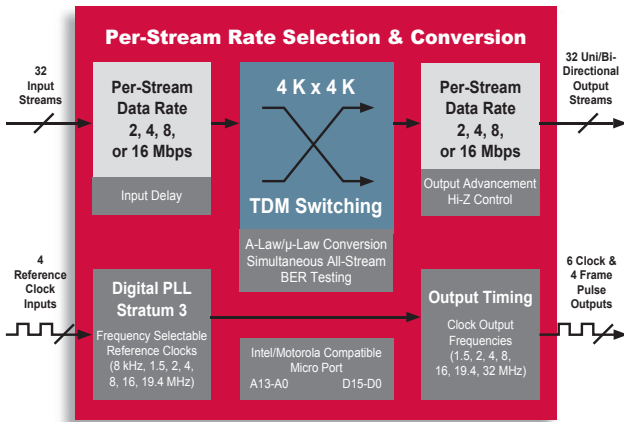 Per-Stream Rate Selection & Conversion
32
Input
Streams
Per-Stream
Data Rate
2, 4, 8,
or 16 Mbps
Input Delay
4 K x 4 K
TDM Switching
A-Law/µ-Law Conversion
Simultaneous All-Stream
BER Testing
Per-Stream
Data Rate
2, 4, 8,
or 16 Mbps
Output Advancement
Hi-Z Control
32 Uni/Bi-
Directional
Output
Streams
4
Reference
Clock
Inputs
Digital PLL
Stratum 3
Frequency Selectable
Reference Clocks
(8 kHz, 1.5, 2, 4,
8, 16, 19.4 MHz)
Intel/Motorola Compatible
Micro Port
A13-A0 D15-D0
Output Timing
Clock Output
Frequencies
(1.5, 2, 4, 8,
16, 19.4, 32 MHz)
6 Clock &
4 Frame
Pulse
Outputs